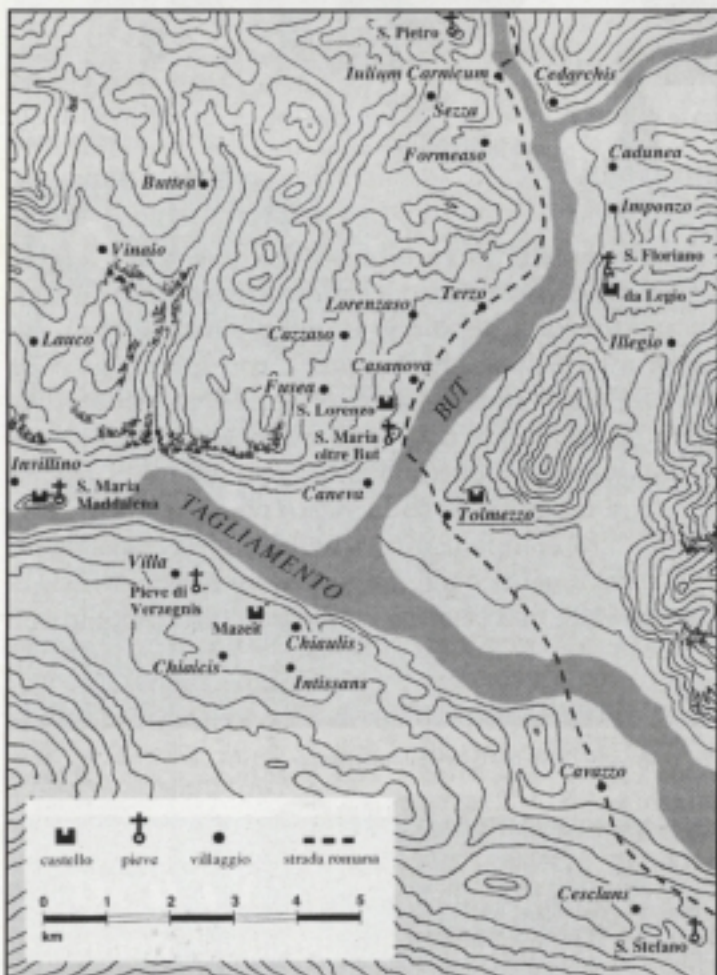 S. Pietro
Iulium Carnicum
Cedarchis
Sezza
Formeaso
Cadunea
Buttea
Imponzo
Vinaio
S. Floriano
da Legio
Lorenzaso
Terzo
Lauco
Cazzaso
Illegio
Casanova
Fusea
S. Lorenzo
BUT
S. Maria
oltre But
Invillino
S. Maria
Maddalena
Caneva
Tolmezzo
TAGLIAMENTO
Villa
Pieve di
Verzegnis
Mazeit
Chiaulis
Chiaicis
Intissans
Cavazzo
castello pieve villaggio strada romana
0 1 2 3 4 5
km
Cesclans
S. Stefano